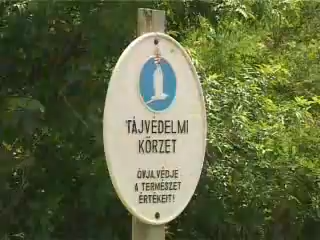 TÁJVÉDELMI
KÖRZET
ÓVJA,VÉDJE
A TERMÉSZET
ÉRTÉKEIT!